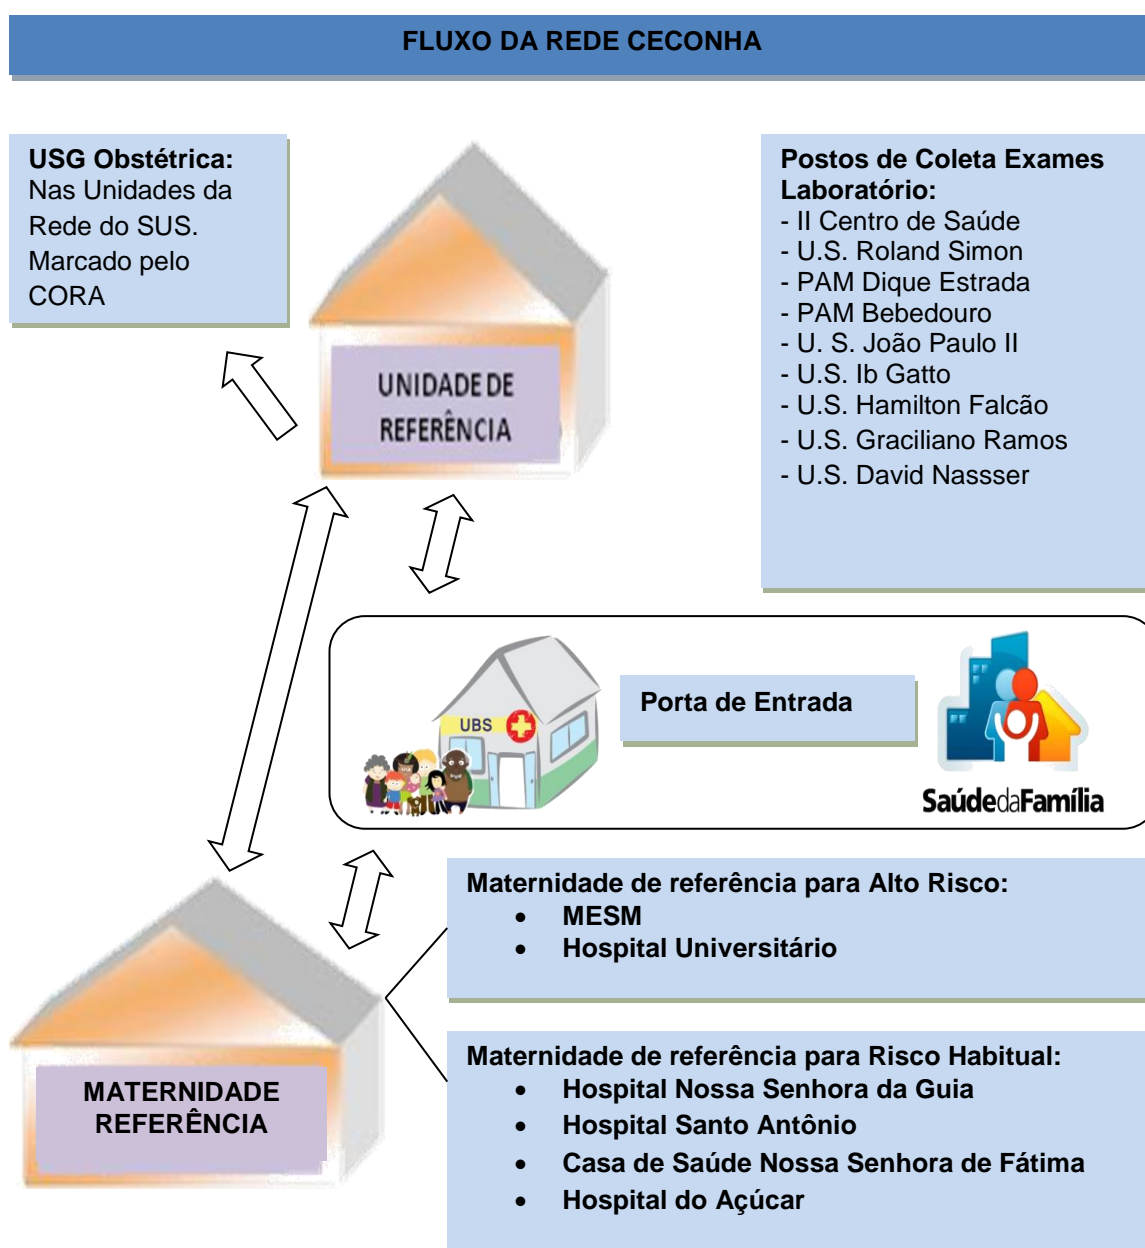 FLUXO DA REDE CECONHA
USG Obstétrica:
Nas Unidades da
Rede do SUS.
Marcado pelo
CORA
UNIDADE DE
REFERÊNCIA
Postos de Coleta Exames
Laboratório:
- II Centro de Saúde
- U.S. Roland Simon
- PAM Dique Estrada
- PAM Bebedouro
- U. S. João Paulo II
- U.S. Ib Gatto
- U.S. Hamilton Falcão
- U.S. Graciliano Ramos
- U.S. David Nassser
UBS
Porta de Entrada
SaúdedaFamília
Maternidade de referência para Alto Risco:
• MESM
• Hospital Universitário
MATERNIDADE
REFERÊNCIA
Maternidade de referência para Risco Habitual:
• Hospital Nossa Senhora da Guia
• Hospital Santo Antônio
• Casa de Saúde Nossa Senhora de Fátima
• Hospital do Açúcar